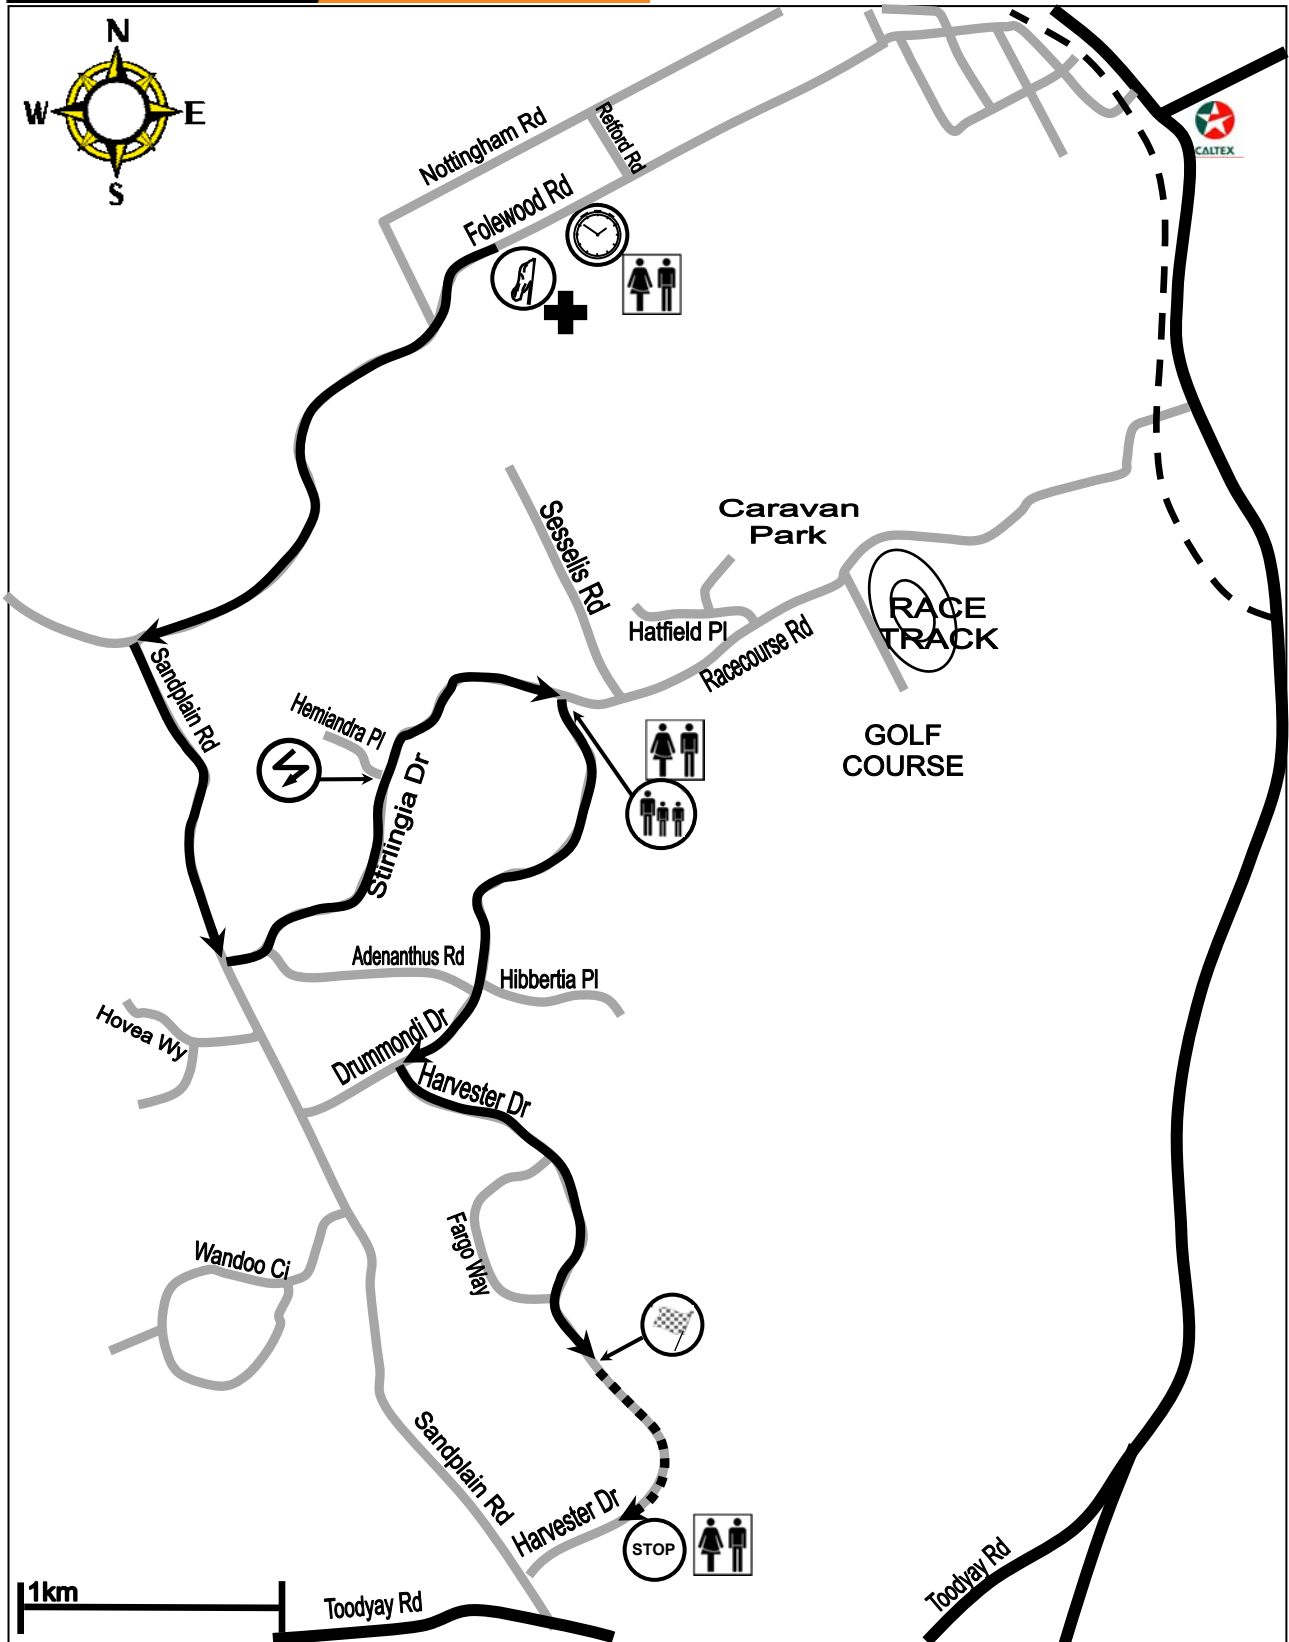 N
W
E
S
Nottingham Rd
Retford Rd
CALTEX
Folewood Rd
Sesselis Rd
Caravan
Park
Hatfield Pl
Racecourse Rd
RACE
TRACK
Sandplain Rd
Hemiandra Pl
GOLF
COURSE
Stirlingia Dr
Adenanthus Rd
Hibbertia Pl
Hovea Wy
Drummondi Dr
Harvester Dr
Fargo Way
Wandoo Ci
Sandplain Rd
Harvester Dr
STOP
Toodyay Rd
1km
Toodyay Rd